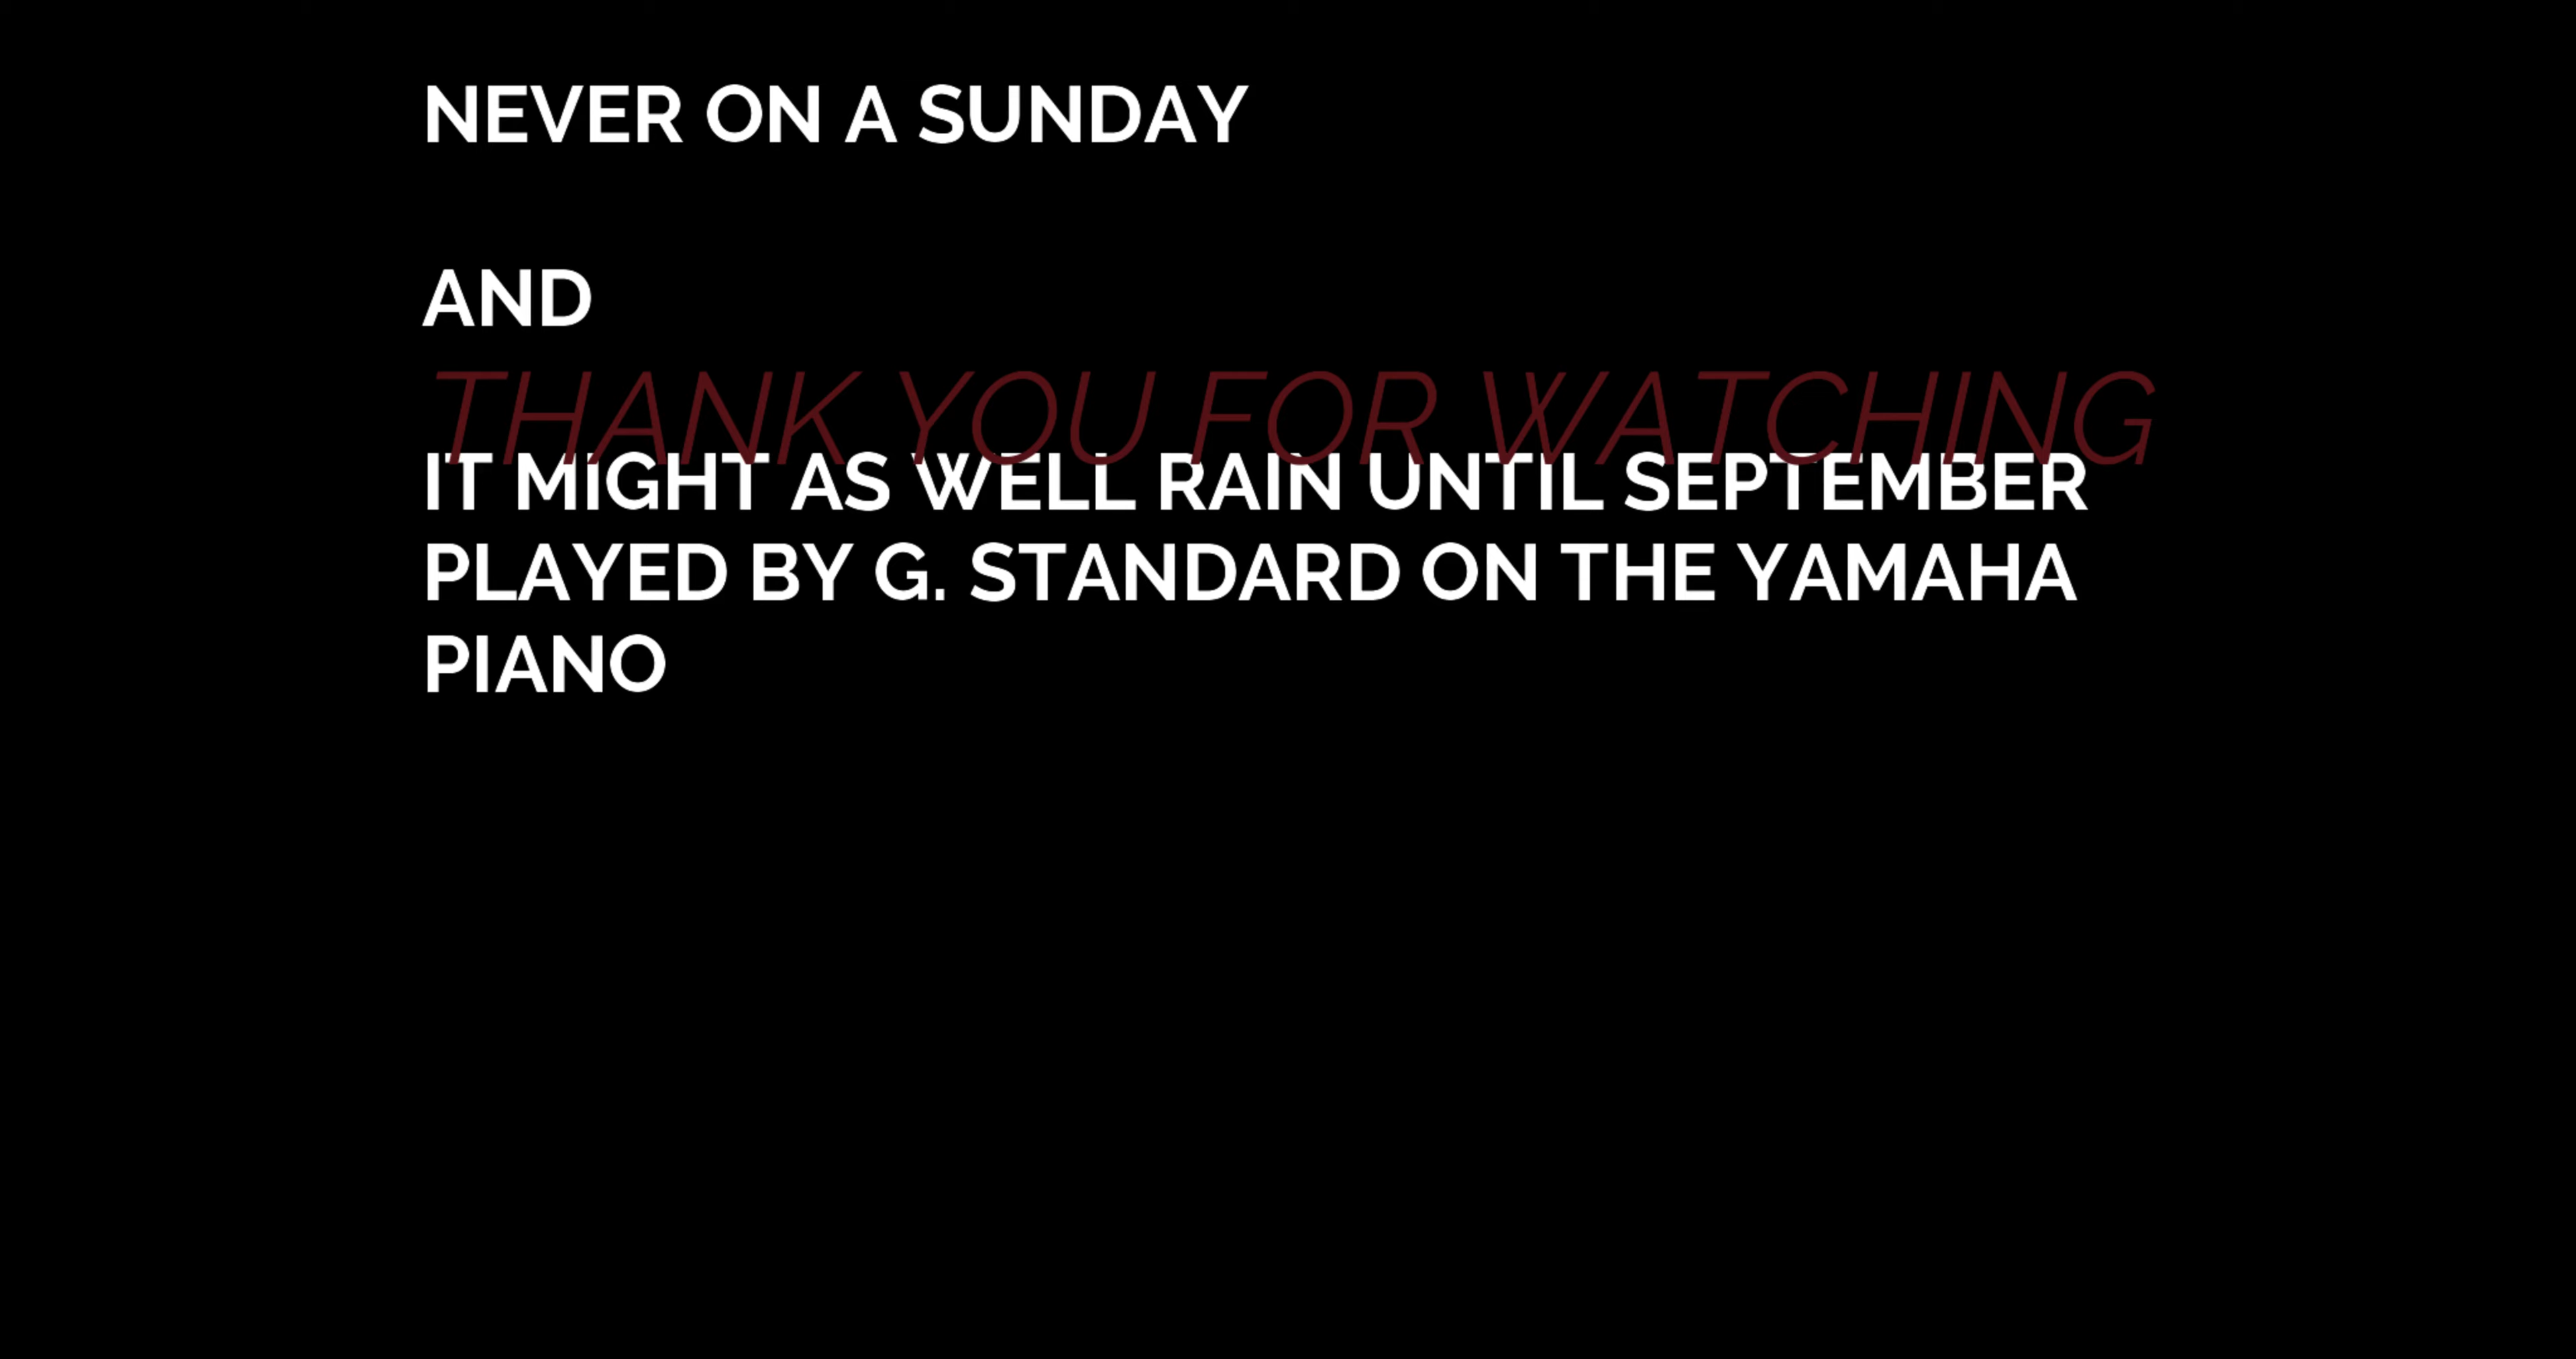 NEVER ON A SUNDAY
AND
THANK YOU FOR WATCHING
IT MIGHT AS WELL RAIN UNTIL SEPTEMBER
PLAYED BY G. STANDARD ON THE YAMAHA
PIANO